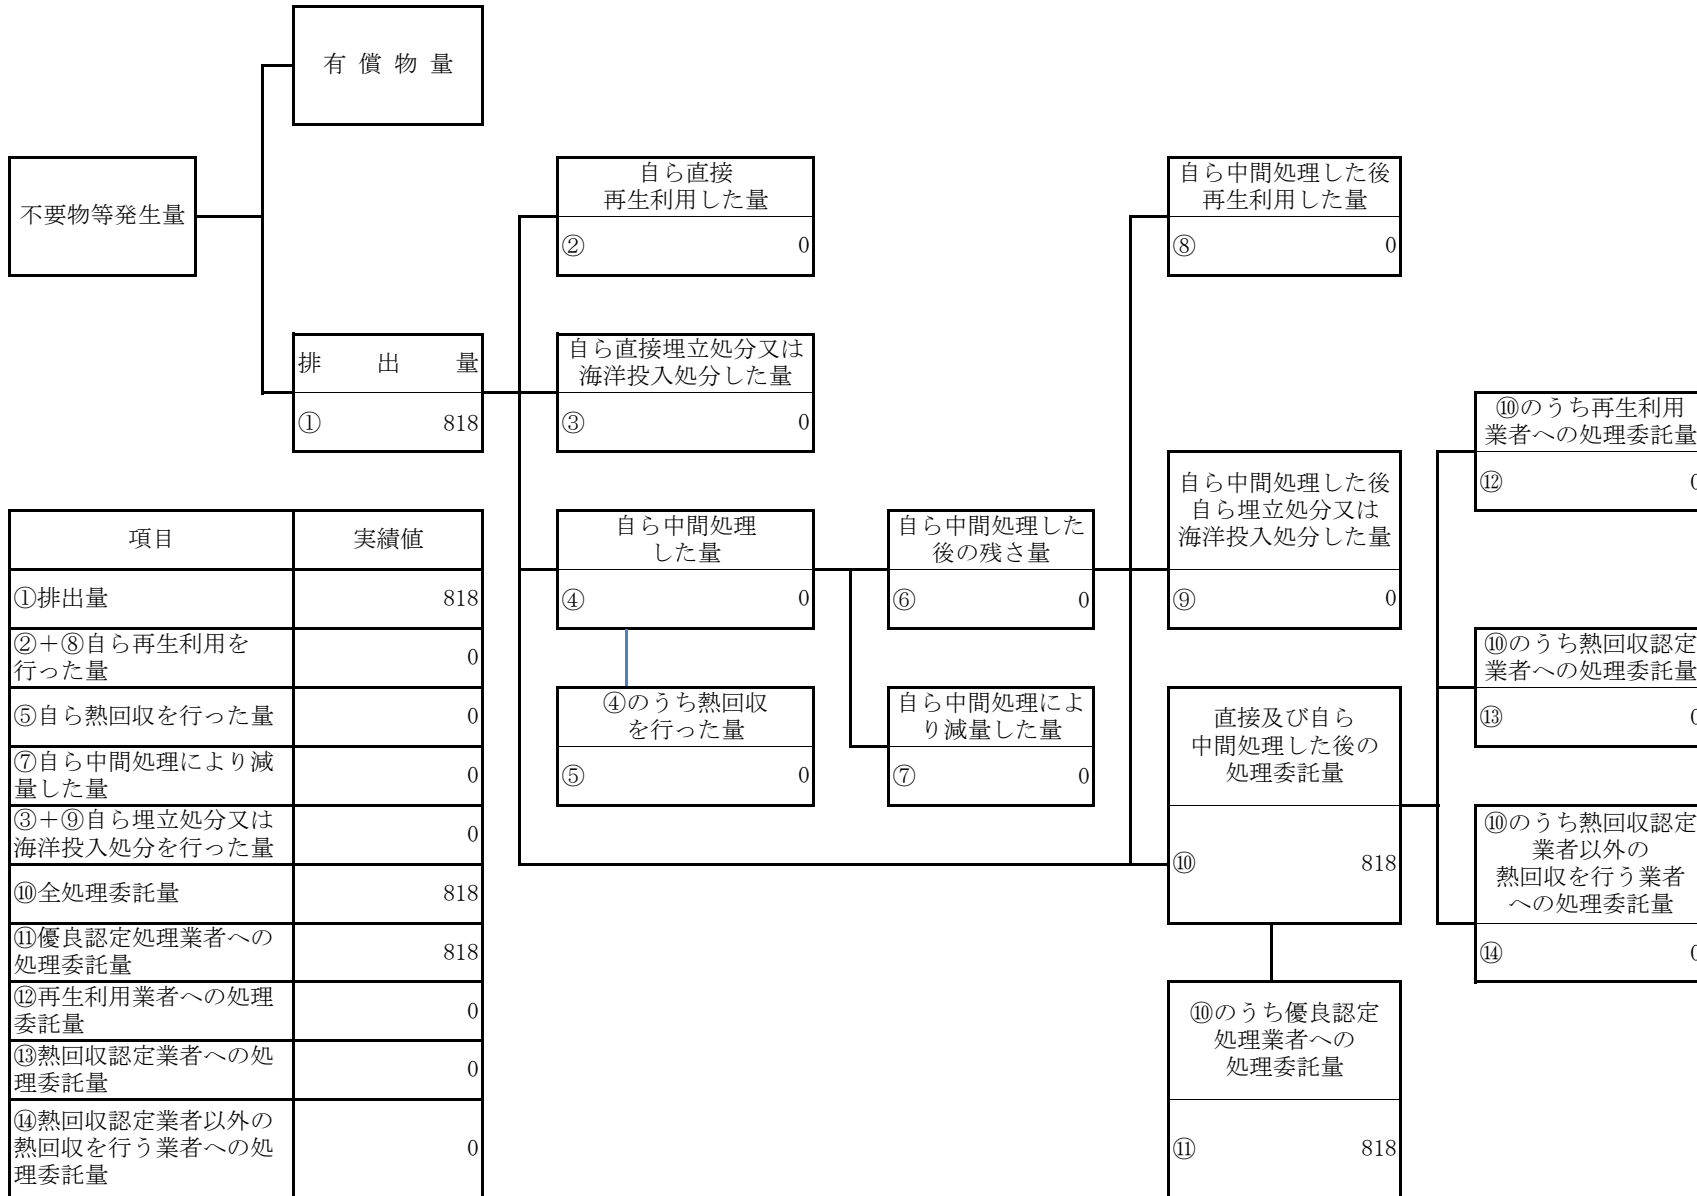 有 償 物 量
不要物等発生量
自ら直接
再生利用した量
② 0
自ら中間処理した後
再生利用した量
⑧ 0
排 出 量
① 818
自ら直接埋立処分又は
海洋投入処分した量
③ 0
⑩のうち再生利用
業者への処理委託量
⑫ 0
自ら中間処理した後
自ら埋立処分又は
海洋投入処分した量
⑨ 0
自ら中間処理
した量
④ 0
自ら中間処理した
後の残さ量
⑥ 0
④のうち熱回収
を行った量
⑤ 0
自ら中間処理によ
り減量した量
⑦ 0
直接及び自ら
中間処理した後の
処理委託量
⑩ 818
⑩のうち熱回収認定
業者への処理委託量
⑬ 0
⑩のうち熱回収認定
業者以外の
熱回収を行う業者
への処理委託量
⑭ 0
⑩のうち優良認定
処理業者への
処理委託量
⑪ 818
項目 実績値
①排出量 818
②+⑧自ら再生利用を
行った量 0
⑤自ら熱回収を行った量 0
⑦自ら中間処理により減
量した量 0
③+⑨自ら埋立処分又は
海洋投入処分を行った量 0
⑩全処理委託量 818
⑪優良認定処理業者への
処理委託量 818
⑫再生利用業者への処理
委託量 0
⑬熱回収認定業者への処
理委託量 0
⑭熱回収認定業者以外の
熱回収を行う業者への処
理委託量 0